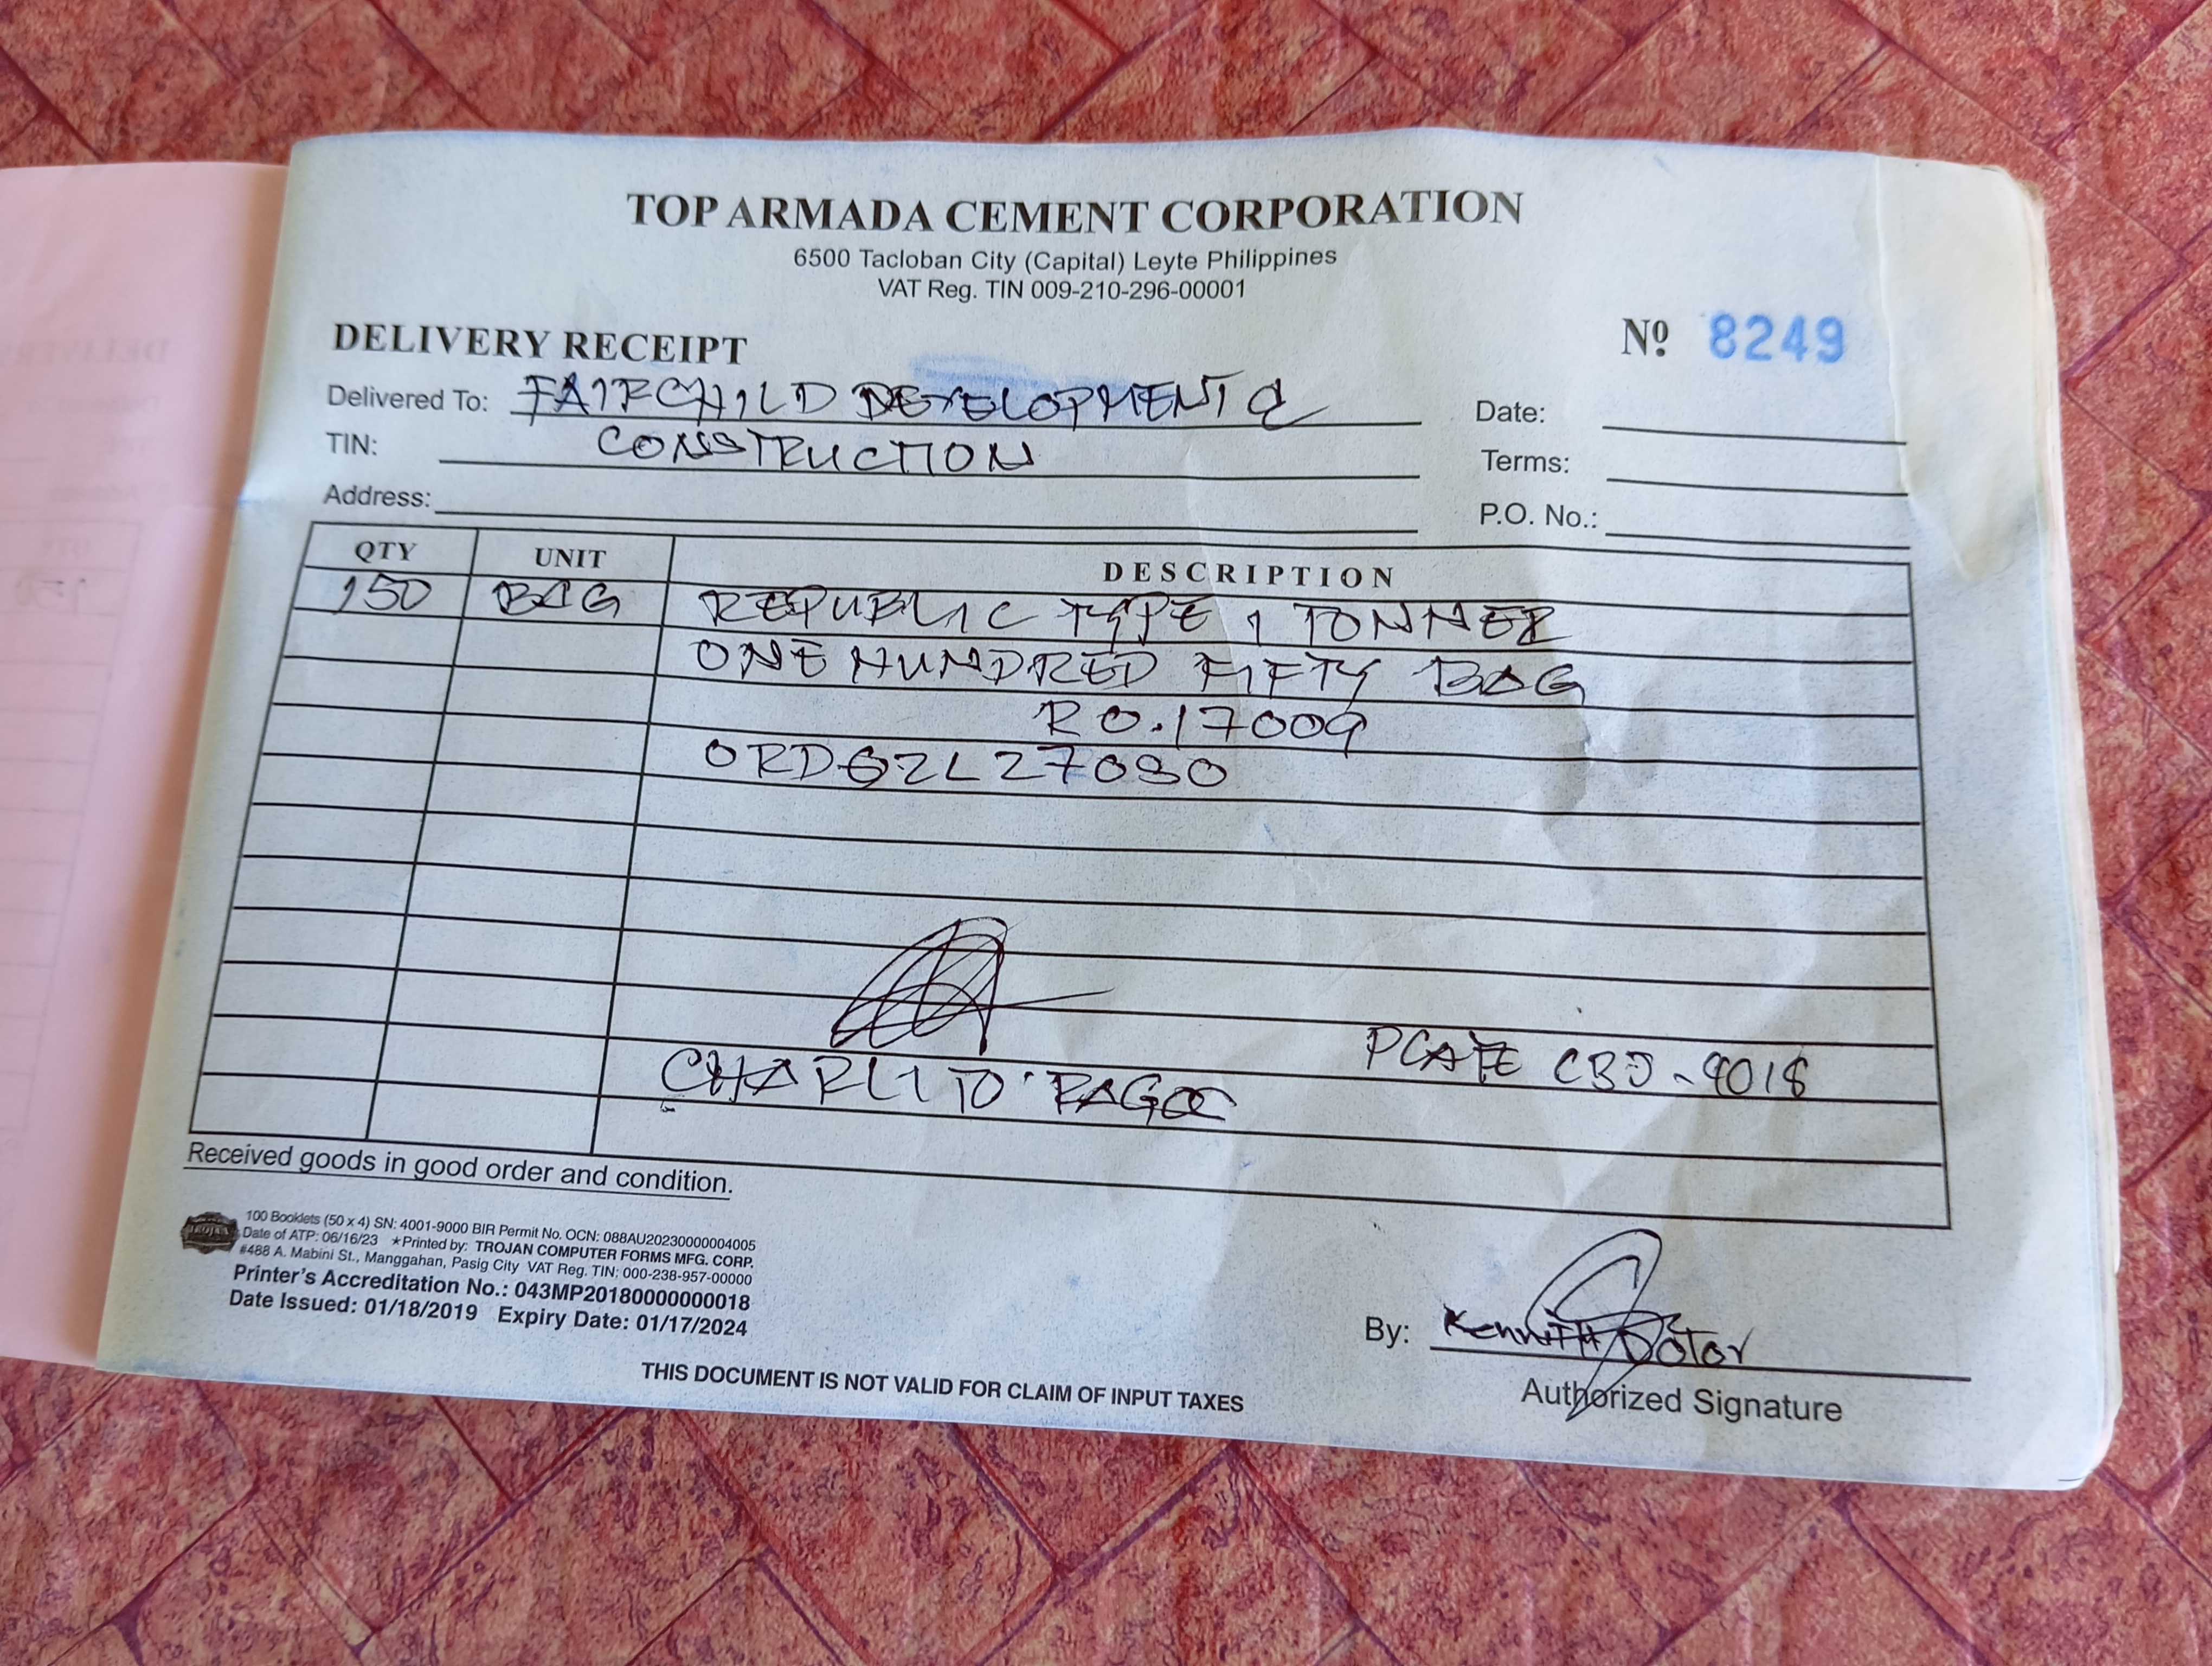 TOP ARMADA CEMENT CORPORATION
6500 Tacloban City (Capital) Leyte Philippines
VAT Reg. TIN 009-210-296-00001
DELIVERY RECEIPT
Nº 8249
Delivered To: FAIRCHILD DEVELOPMENT &
Date:
TIN: CONSTRUCTION
Terms:
Address:
P.O. No.:
QTY UNIT DESCRIPTION
150 BAG REPUBLIC TYPE 1 TONNER
ONE HUNDRED FIFTY BAG
RO.17009
CHARLITO
PLATE CBJ-9018
Received goods in good order and condition.
100 Booklets (50 x 4) SN: 4001-9000 BIR Permit No. OCN: 088AU20230000004005
Date of ATP: 06/16/23 ★Printed by: TROJAN COMPUTER FORMS MFG. CORP.
#488 A. Mabini St., Manggahan, Pasig City VAT Reg. TIN: 000-238-957-00000
Printer's Accreditation No.: 043MP20180000000018
Date Issued: 01/18/2019 Expiry Date: 01/17/2024
By: Kennith Dotor
Authorized Signature
THIS DOCUMENT IS NOT VALID FOR CLAIM OF INPUT TAXES